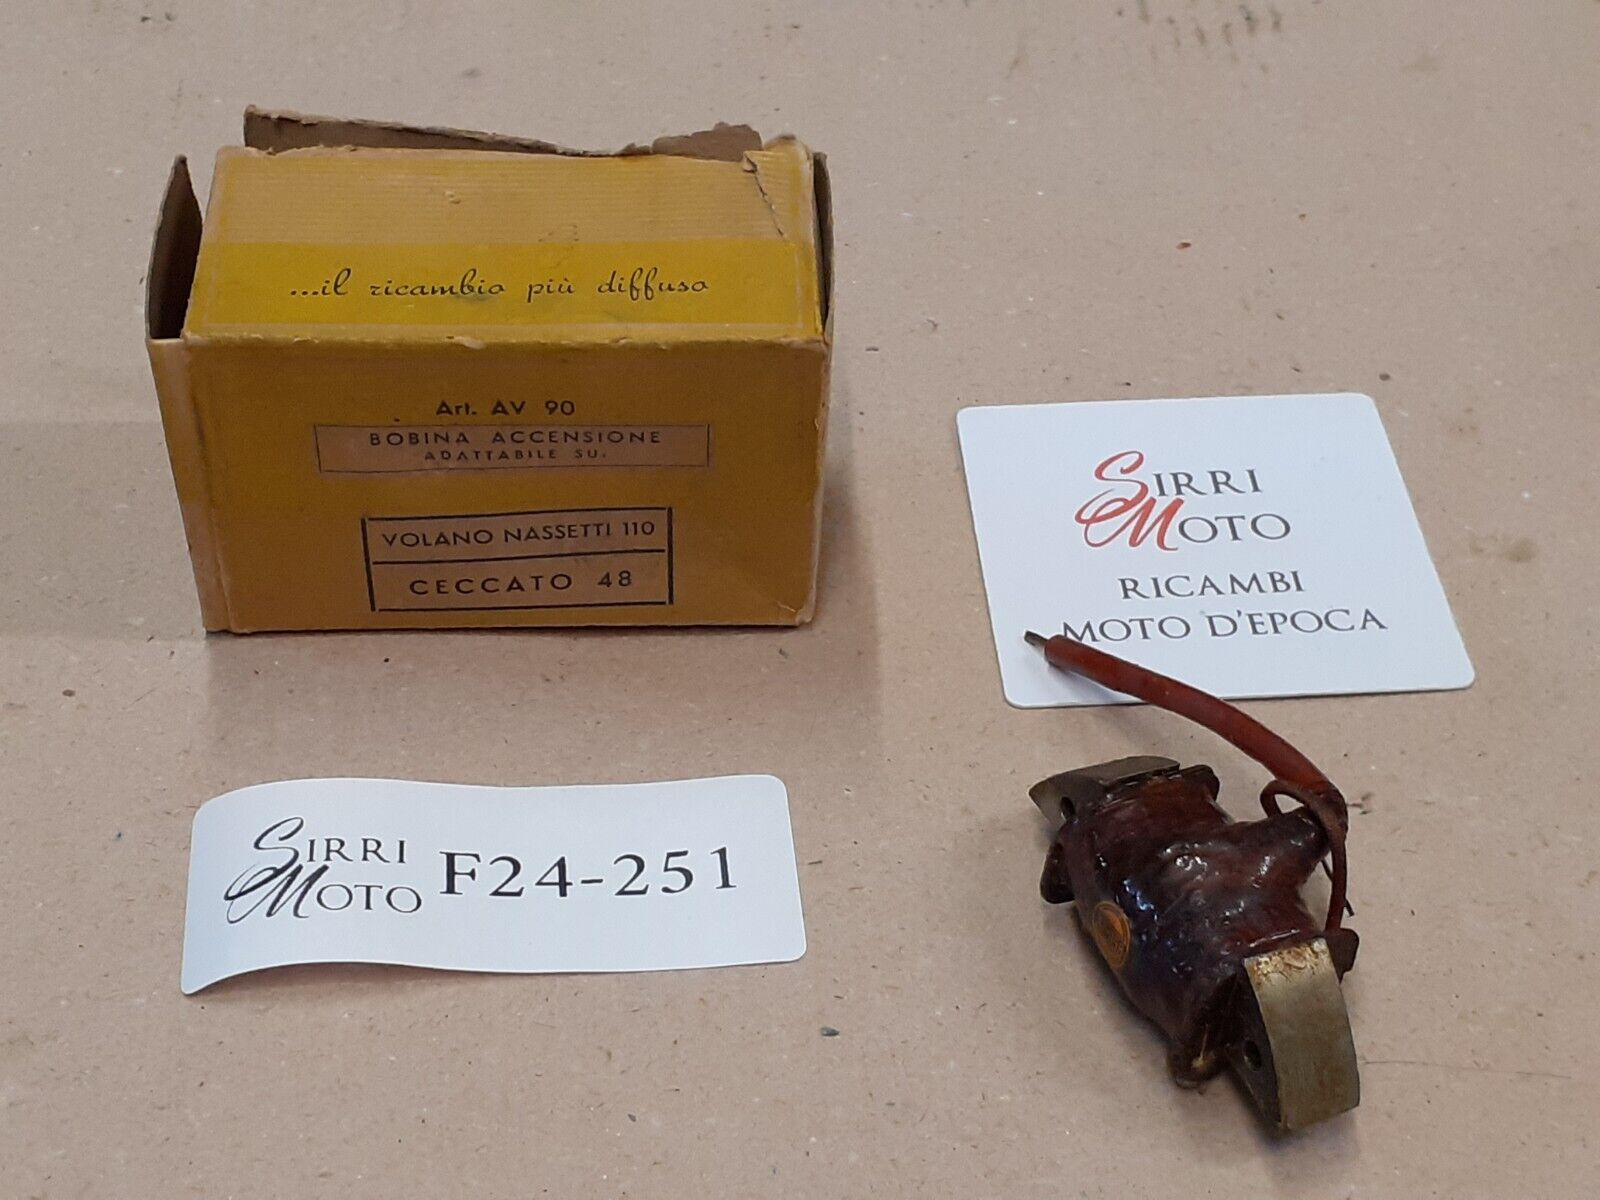 ...il ricambio più diffuso
Art. AV 90
BOBINA ACCENSIONE
ADATTABILE SU.
VOLANO NASSETTI 110
CECCATO 48
SIRRI
MOTO
RICAMBI
MOTO D'EPOCA
SIRRI
MOTO
F24-251